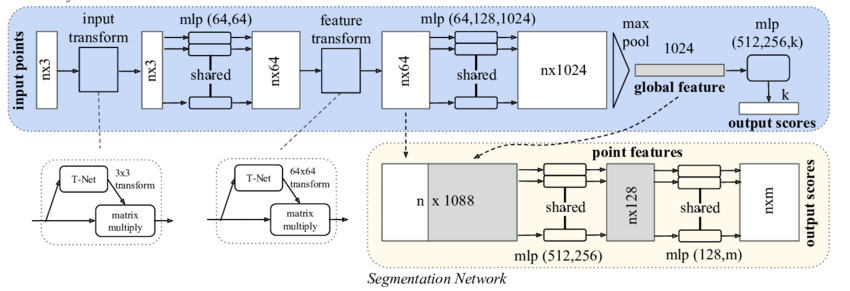 input points
nx3
input
transform
nx3
mlp (64,64)
shared
nx64
feature
transform
nx64
mlp (64,128,1024)
shared
nx1024
max
pool
1024
global feature
mlp
(512,256,k)
k
output scores
T-Net
3x3
transform
matrix
multiply
T-Net
64x64
transform
matrix
multiply
point features
n x 1088
shared
mlp (512,256)
nx128
shared
mlp (128,m)
nxm
output scores
Segmentation Network